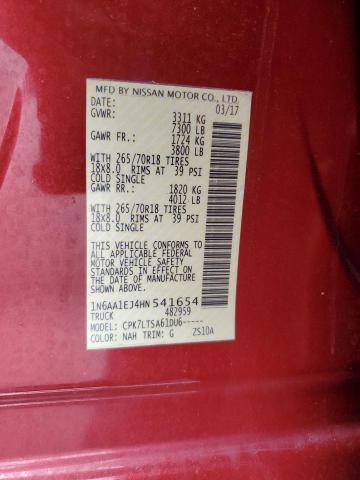 MFD BY NISSAN MOTOR CO., LTD.
DATE: 03/17
GVWR: 3311 KG
7300 LB
GAWR FR.: 1724 KG
3800 LB
WITH 265/70R18 TIRES
18x8.0 RIMS AT 39 PSI
COLD SINGLE
GAWR RR.: 1820 KG
4012 LB
WITH 265/70R18 TIRES
18x8.0 RIMS AT 39 PSI
COLD SINGLE
THIS VEHICLE CONFORMS TO
ALL APPLICABLE FEDERAL
MOTOR VEHICLE SAFETY
STANDARDS IN EFFECT ON
THE DATE OF MANUFACTURE
SHOWN ABOVE.
1N6AA1EJ4HN541654
TRUCK 482959
MODEL: CPK7LTSA61DU6-----
COLOR: NAH TRIM: G ZS10A